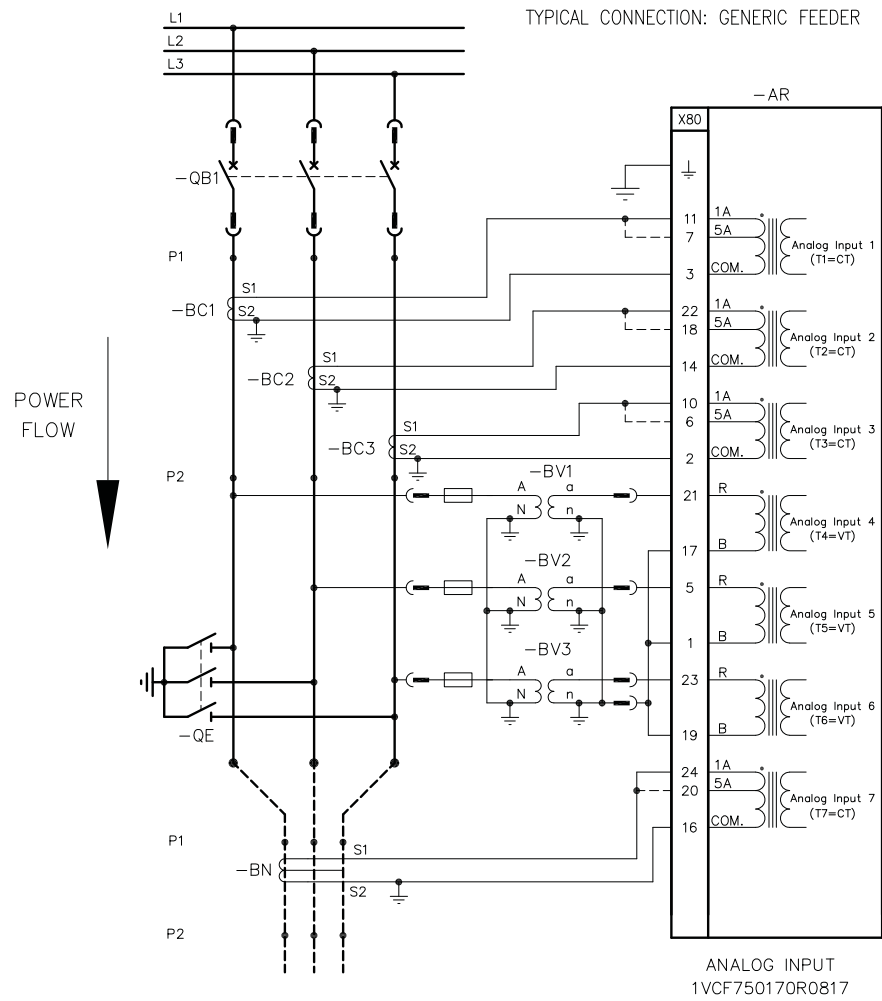 TYPICAL CONNECTION: GENERIC FEEDER
L1
L2
L3
-AR
X80
-QB1
11 1A
7 5A
Analog Input 1
(T1=CT)
3 COM.
P1
S1
-BC1 S2
22 1A
18 5A
Analog Input 2
(T2=CT)
14 COM.
S1
-BC2 S2
POWER
FLOW
10 1A
6 5A
Analog Input 3
(T3=CT)
2 COM.
S1
-BC3 S2
P2
-BV1
A a 21 R
N n
Analog Input 4
(T4=VT)
17 B
-BV2
A a 5 R
N n
Analog Input 5
(T5=VT)
1 B
-BV3
A a 23 R
N n
Analog Input 6
(T6=VT)
19 B
-QE
24 1A
20 5A
Analog Input 7
(T7=CT)
16 COM.
P1
S1
-BN
S2
P2
ANALOG INPUT
1VCF750170R0817